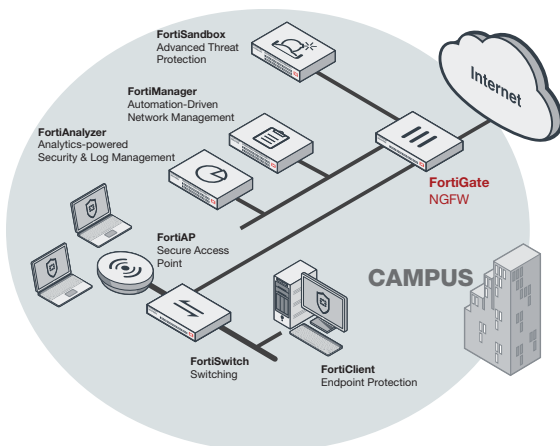 FortiSandbox
Advanced Threat
Protection
FortiManager
Automation-Driven
Network Management
FortiAnalyzer
Analytics-powered
Security & Log Management
Internet
FortiGate
NGFW
FortiAP
Secure Access
Point
CAMPUS
FortiSwitch
Switching
FortiClient
Endpoint Protection